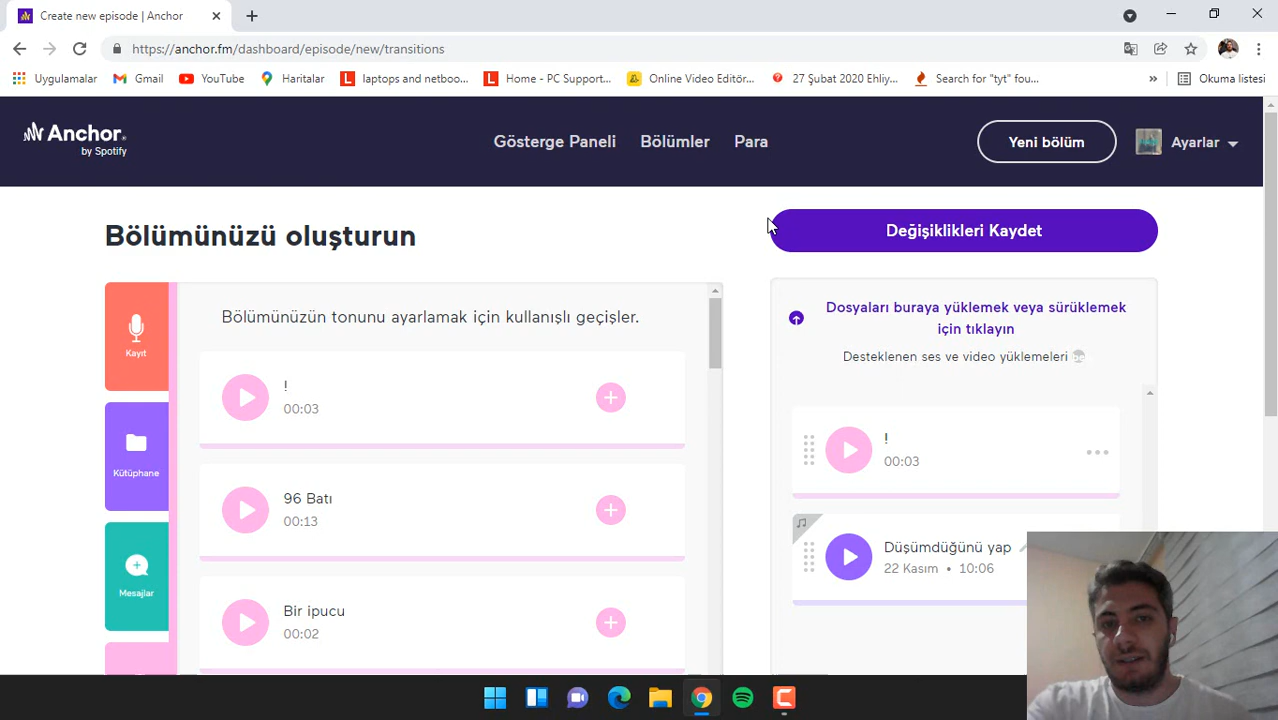 Create new episode | Anchor
https://anchor.fm/dashboard/episode/new/transitions
Uygulamalar
Gmail
YouTube
Haritalar
laptops and netboo...
Home - PC Support...
Online Video Editör...
27 Şubat 2020 Ehliy...
Search for "tyt" fou...
»
Okuma listesi
Anchor
by Spotify
Gösterge Paneli
Bölümler
Para
Yeni bölüm
Ayarlar
Bölümünüzü oluşturun
Değişiklikleri Kaydet
Kayıt
Kütüphane
Mesajlar
Bölümünüzün tonunu ayarlamak için kullanışlı geçişler.
!
00:03
96 Batı
00:13
Bir ipucu
00:02
Dosyaları buraya yüklemek veya sürüklemek
için tıklayın
Desteklenen ses ve video yüklemeleri
!
00:03
Düşümdüğünü yap
22 Kasım • 10:06